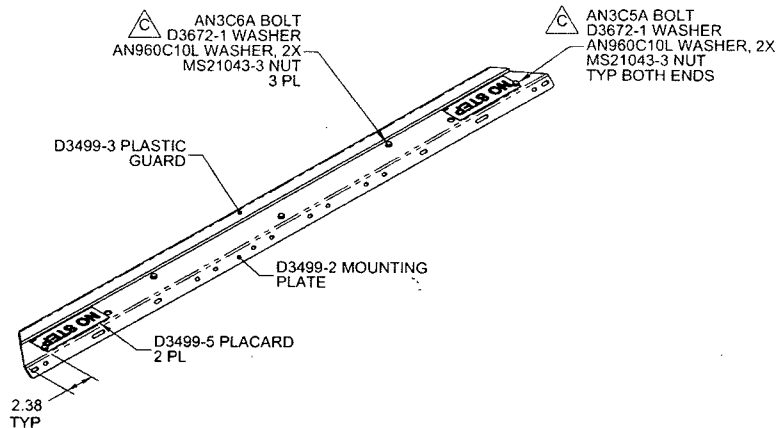 C
AN3C6A BOLT
D3672-1 WASHER
AN960C10L WASHER, 2X
MS21043-3 NUT
3 PL
C
AN3C5A BOLT
D3672-1 WASHER
AN960C10L WASHER, 2X
MS21043-3 NUT
TYP BOTH ENDS
NO STEP
D3499-3 PLASTIC
GUARD
D3499-2 MOUNTING
PLATE
NO STEP
D3499-5 PLACARD
2 PL
2.38
TYP